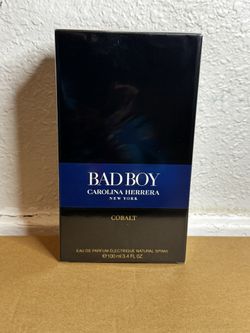 BAD BOY
CAROLINA HERRERA
NEW YORK
COBALT
EAU DE PARFUM ÉLECTRIQUE NATURAL SPRAY
℮ 100 ml 3.4 FL. OZ.